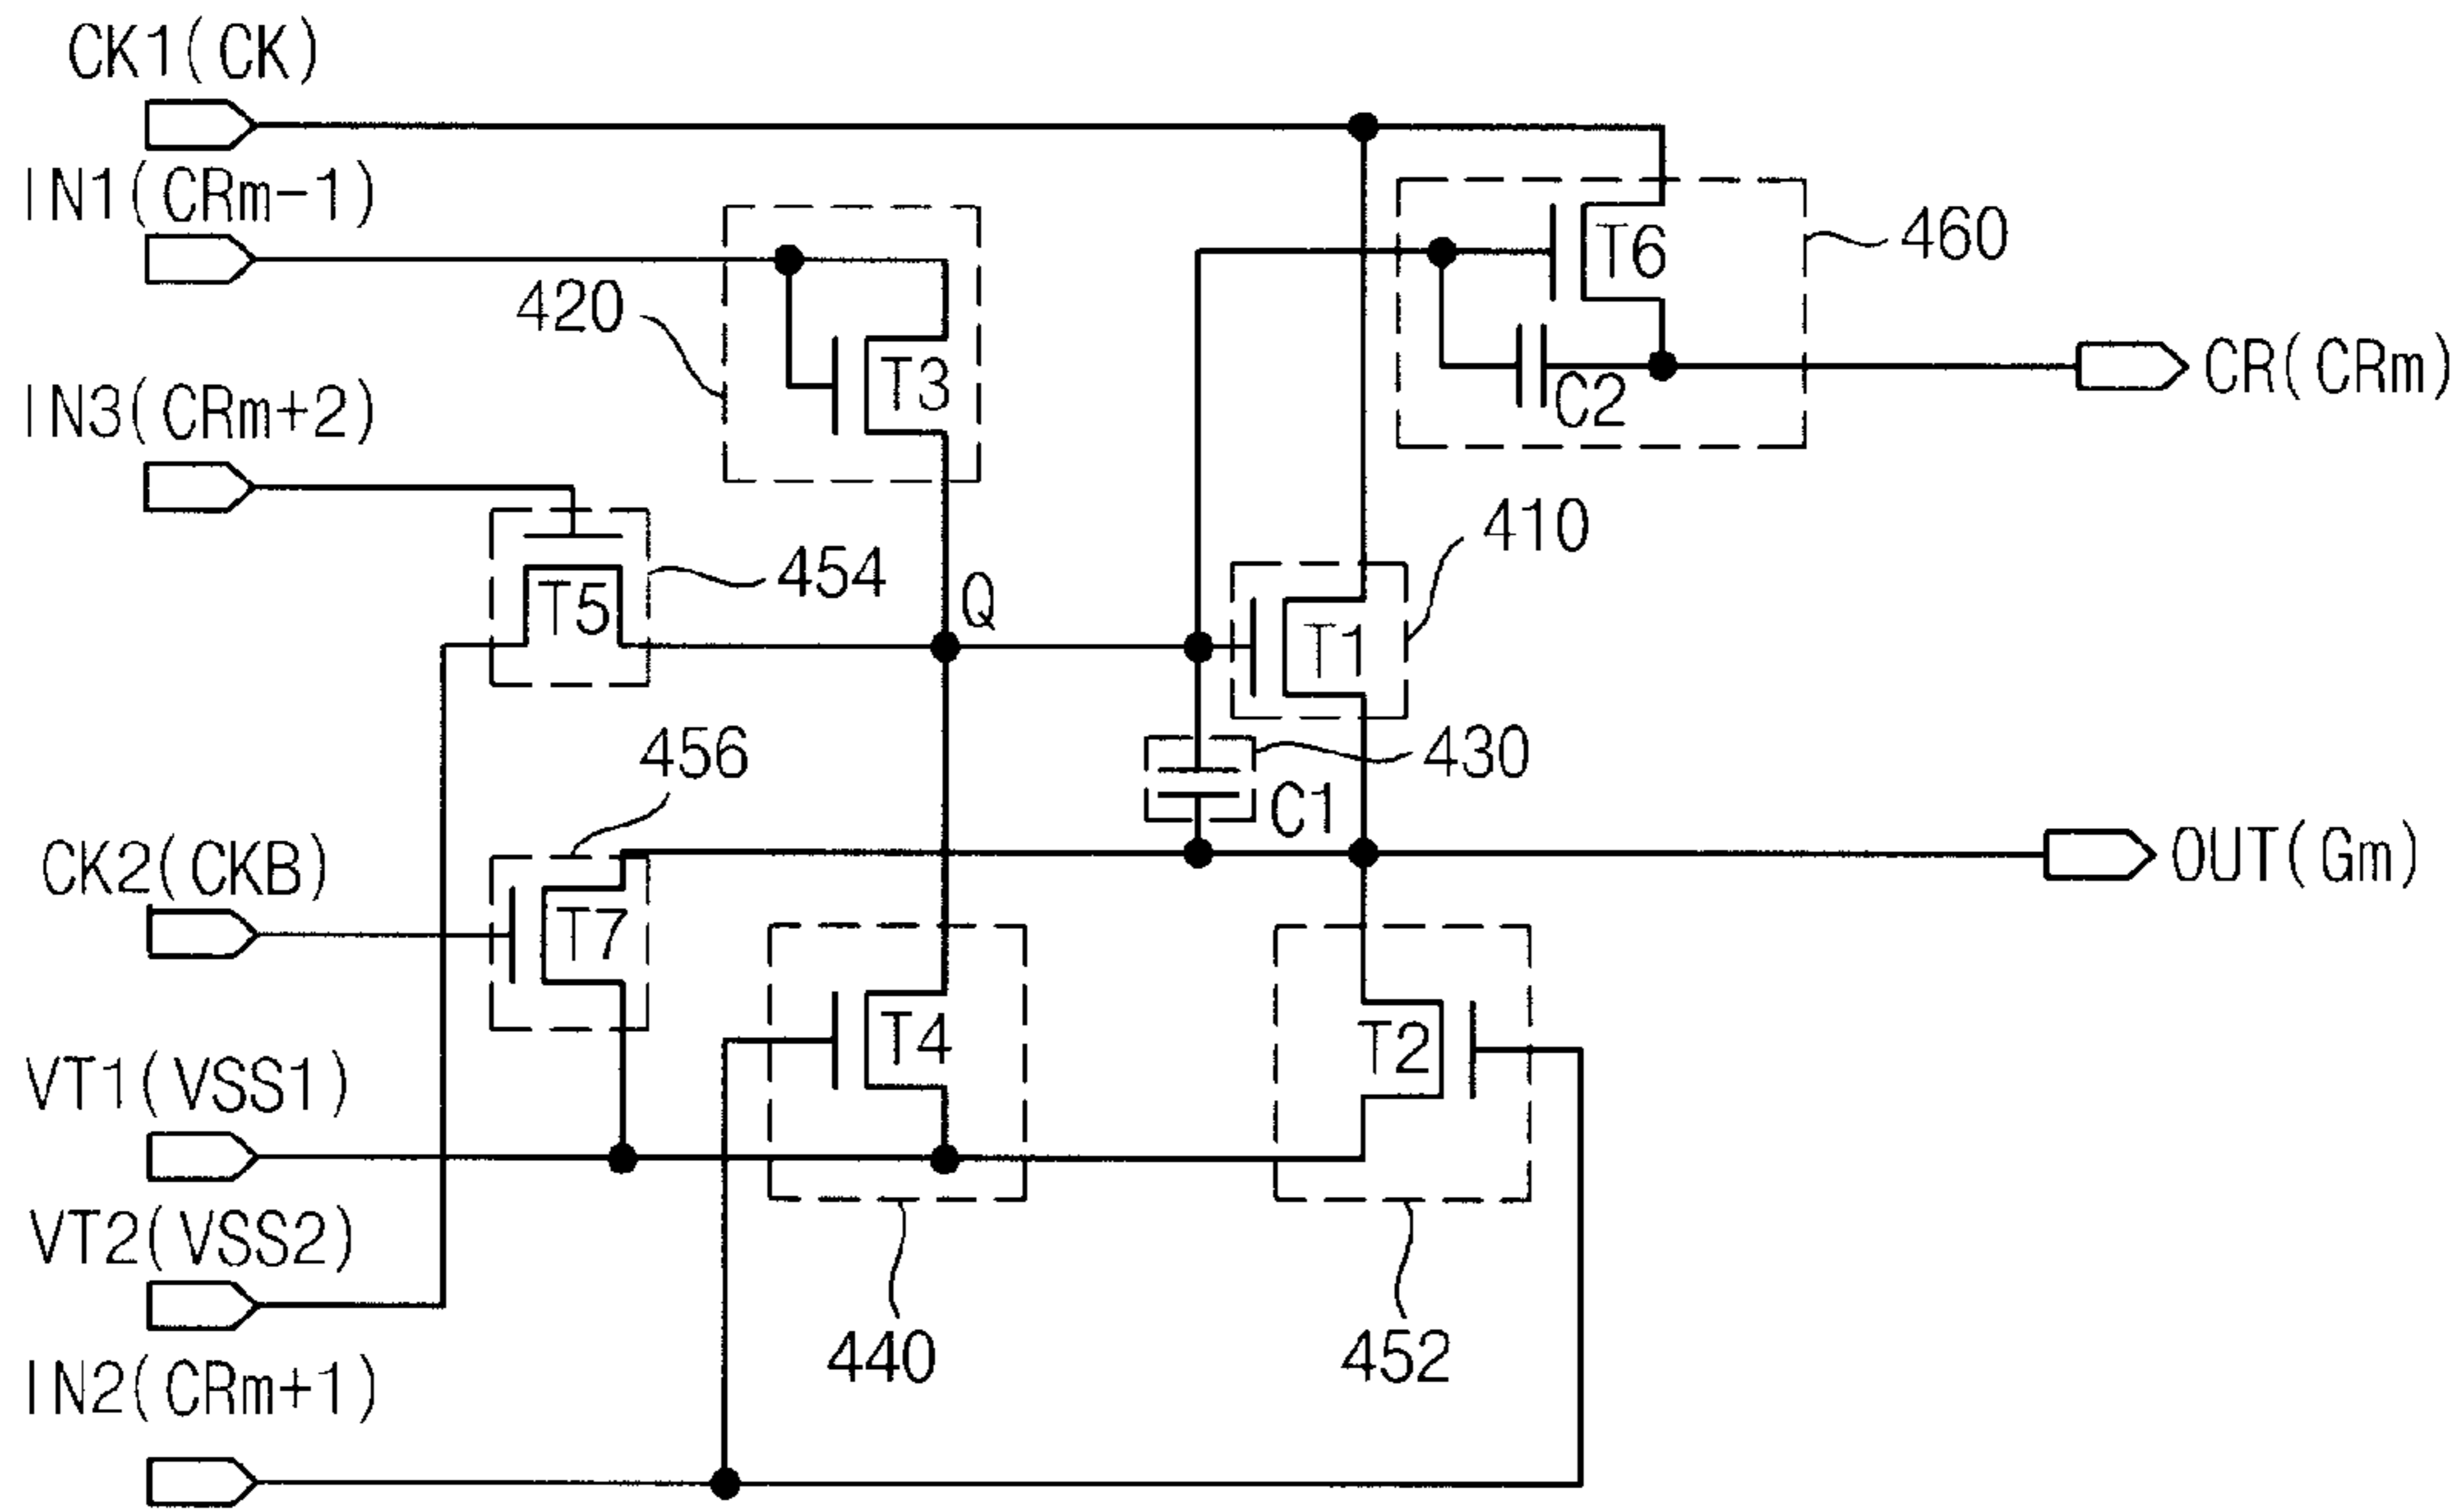 CK1(CK)
IN1(CRm-1)
T6
460
420
T3
CR(CRm)
IN3(CRm+2)
C2
410
454
Q
T5
T1
456
430
C1
CK2(CKB)
OUT(Gm)
T7
T4
T2
VT1(VSS1)
VT2(VSS2)
440
452
IN2(CRm+1)